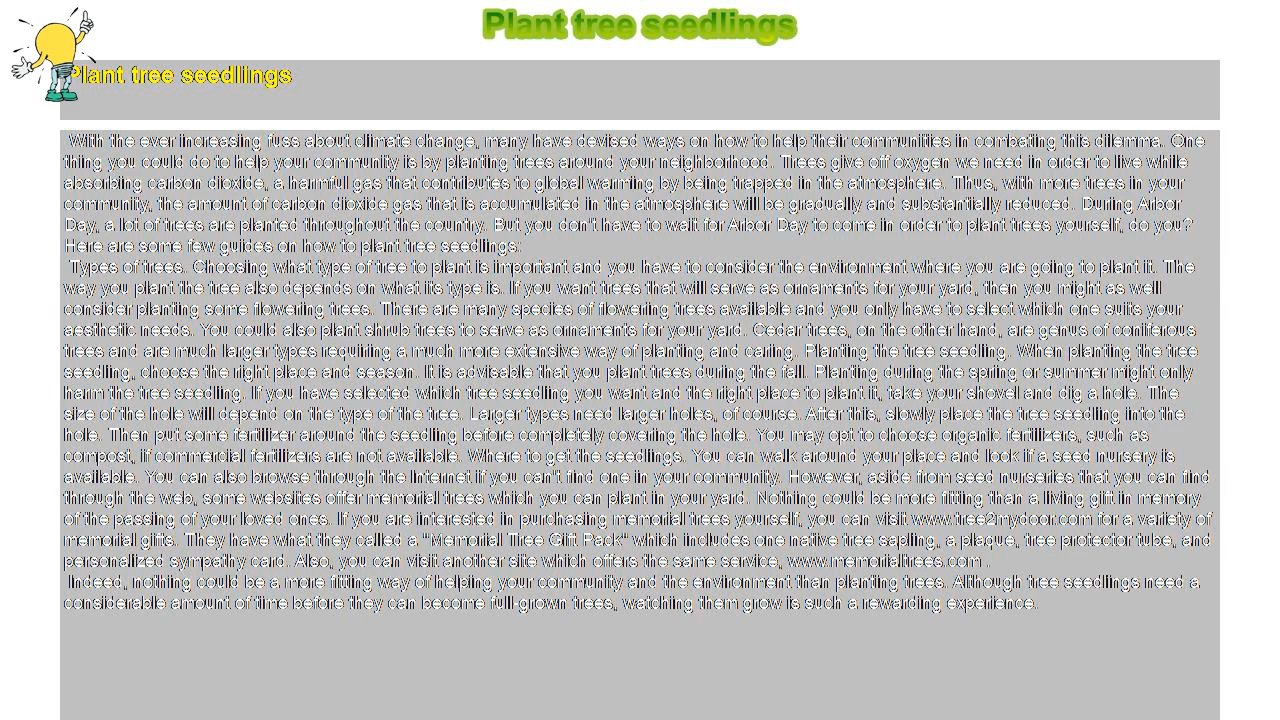 Plant tree seedlings
Plant tree seedlings
With the ever increasing fuss about climate change, many have devised ways on how to help their communities in combating this dilemma. One
thing you could do to help your community is by planting trees around your neighborhood. Trees give off oxygen we need in order to live while
absorbing carbon dioxide, a harmful gas that contributes to global warming by being trapped in the atmosphere. Thus, with more trees in your
community, the amount of carbon dioxide gas that is accumulated in the atmosphere will be gradually and substantially reduced. During Arbor
Day, a lot of trees are planted throughout the country. But you don't have to wait for Arbor Day to come in order to plant trees yourself, do you?
Here are some few guides on how to plant tree seedlings:
Types of trees. Choosing what type of tree to plant is important and you have to consider the environment where you are going to plant it. The
way you plant the tree also depends on what its type is. If you want trees that will serve as ornaments for your yard, then you might as well
consider planting some flowering trees. There are many species of flowering trees available and you only have to select which one suits your
aesthetic needs. You could also plant shrub trees to serve as ornaments for your yard. Cedar trees, on the other hand, are genus of coniferous
trees and are much larger types requiring a much more extensive way of planting and caring. Planting the tree seedling. When planting the tree
seedling, choose the right place and season. It is advisable that you plant trees during the fall. Planting during the spring or summer might only
harm the tree seedling. If you have selected which tree seedling you want and the right place to plant it, take your shovel and dig a hole. The
size of the hole will depend on the type of the tree. Larger types need larger holes, of course. After this, slowly place the tree seedling into the
hole. Then put some fertilizer around the seedling before completely covering the hole. You may opt to choose organic fertilizers, such as
compost, if commercial fertilizers are not available. Where to get the seedlings. You can walk around your place and look if a seed nursery is
available. You can also browse through the Internet if you can't find one in your community. However, aside from seed nurseries that you can find
through the web, some websites offer memorial trees which you can plant in your yard. Nothing could be more fitting than a living gift in memory
of the passing of your loved ones. If you are interested in purchasing memorial trees yourself, you can visit www.tree2mydoor.com for a variety of
memorial gifts. They have what they called a "Memorial Tree Gift Pack" which includes one native tree sapling, a plaque, tree protector tube, and
personalized sympathy card. Also, you can visit another site which offers the same service, www.memorialtrees.com .
Indeed, nothing could be a more fitting way of helping your community and the environment than planting trees. Although tree seedlings need a
considerable amount of time before they can become full-grown trees, watching them grow is such a rewarding experience.